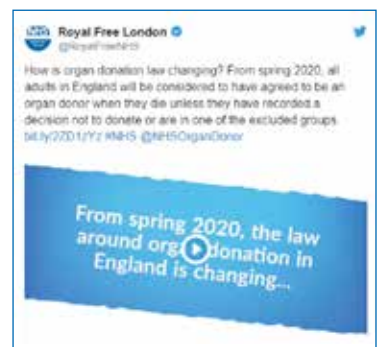 NHS
Royal Free London
@RoyalFreeNHS
How is organ donation law changing? From spring 2020, all
adults in England will be considered to have agreed to be an
organ donor when they die unless they have recorded a
decision not to donate or are in one of the excluded groups.
#NHS @NHSOrganDonor
From spring 2020, the law
around organ donation in
England is changing...